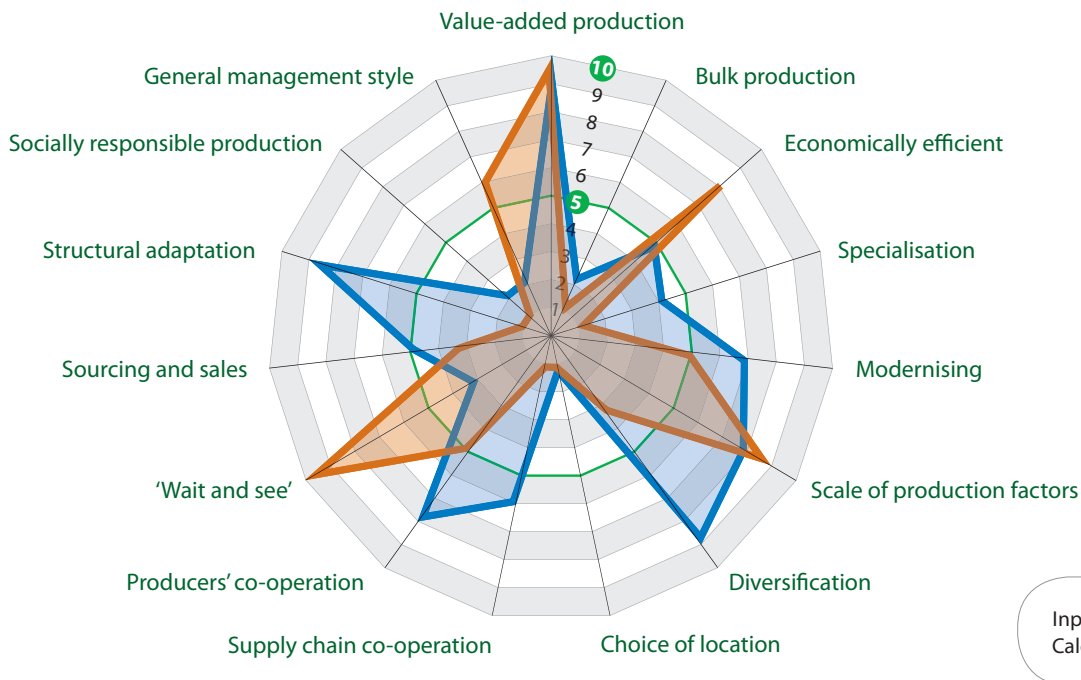 Value-added production
General management style
Bulk production
10
9
8
7
6
5
4
3
2
1
Socially responsible production
Economically efficient
Structural adaptation
Specialisation
Sourcing and sales
Modernising
‘Wait and see’
Scale of production factors
Producers’ co-operation
Diversification
Supply chain co-operation
Choice of location
Inp
Cal